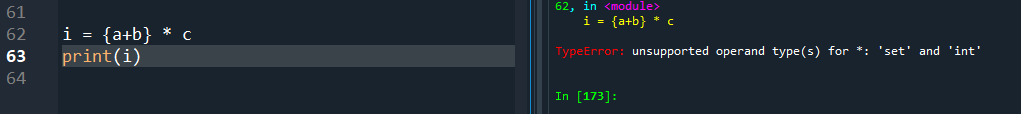 61
62 i = {a+b} * c
63 print(i)
64
62, in <module>
i = {a+b} * c
TypeError: unsupported operand type(s) for *: 'set' and 'int'
In [173]: